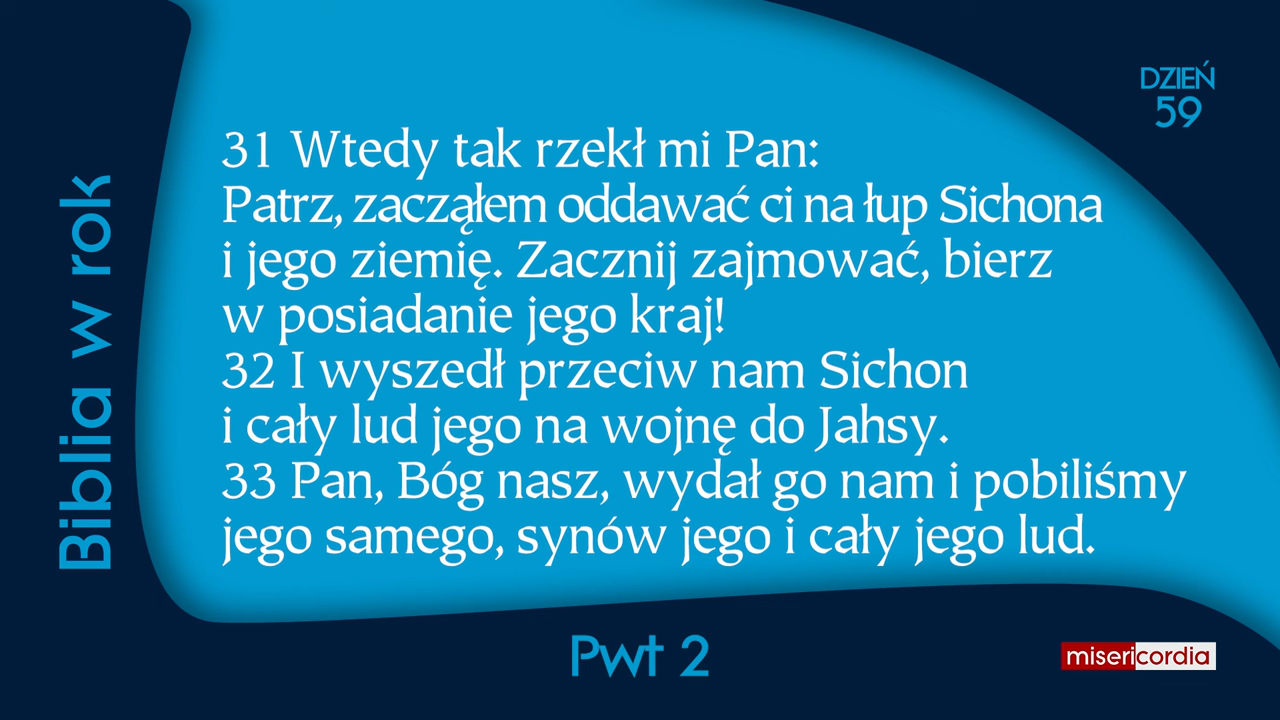 DZIEŃ
59
31 Wtedy tak rzekł mi Pan:
Patrz, zacząłem oddawać ci na łup Sichona
i jego ziemię. Zacznij zajmować, bierz
w posiadanie jego kraj!
32 I wyszedł przeciw nam Sichon
i cały lud jego na wojnę do Jahsy.
33 Pan, Bóg nasz, wydał go nam i pobiliśmy
jego samego, synów jego i cały jego lud.
Biblia w rok
Pwt 2
misericordia